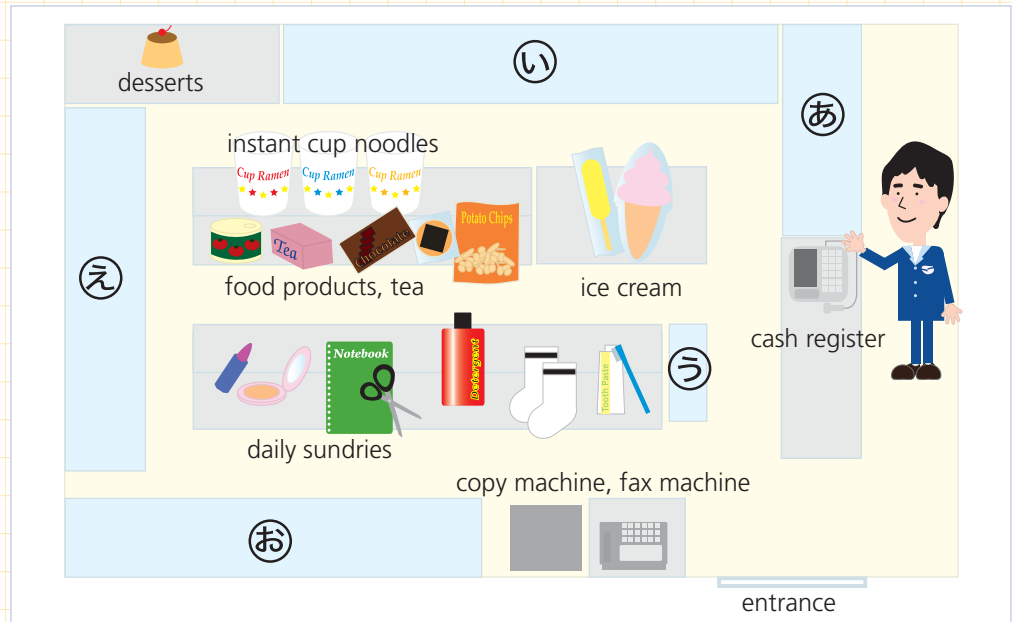 い
あ
desserts
instant cup noodles
Cup Ramen
Cup Ramen
Cup Ramen
Potato Chips
Tea
Chocolate
え
food products, tea
ice cream
cash register
Notebook
Detergent
Tooth Paste
う
daily sundries
copy machine, fax machine
お
entrance